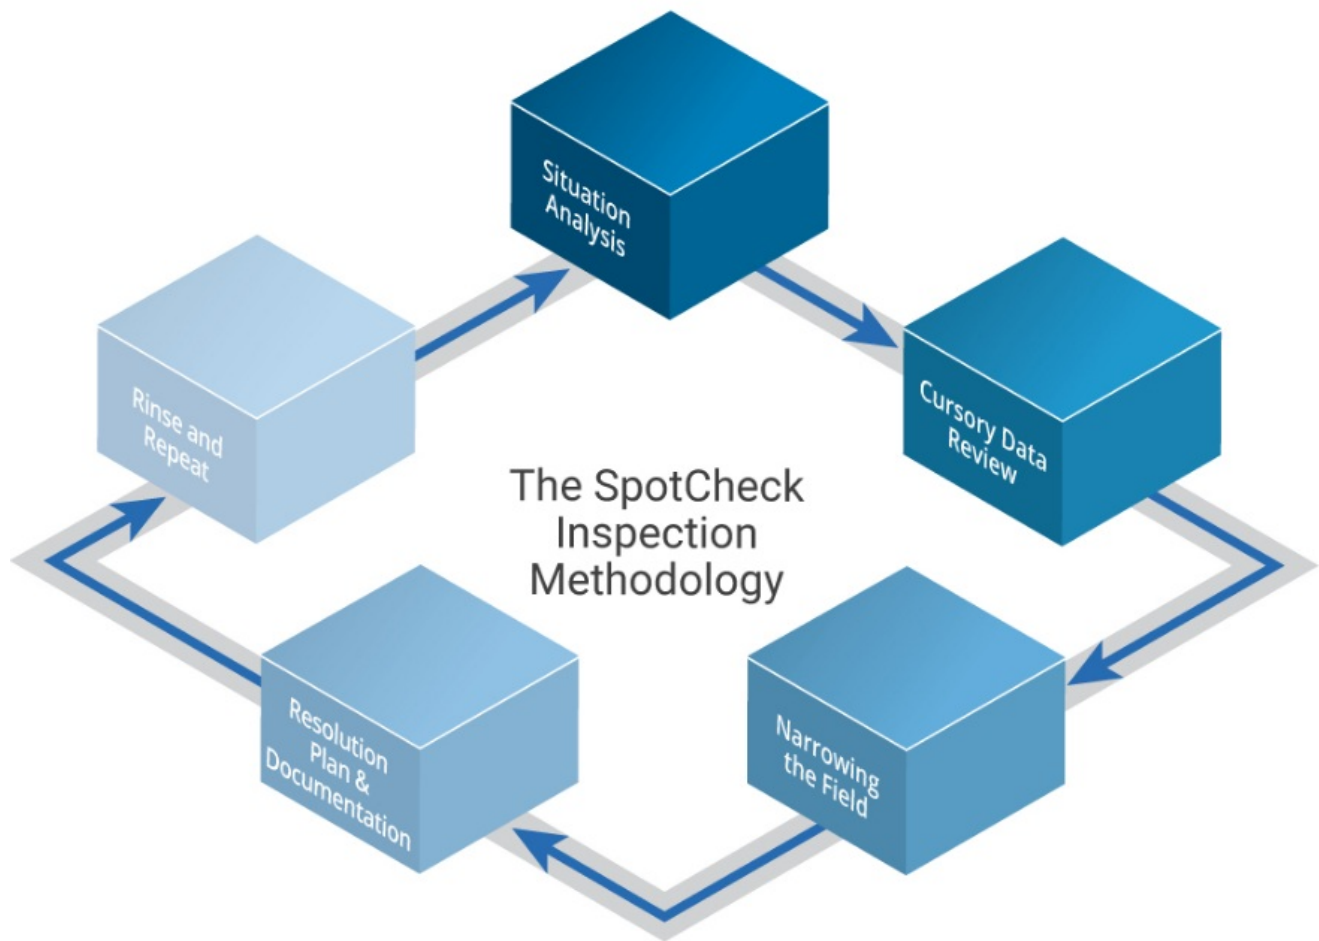 Situation
Analysis
Cursory Data
Review
Narrowing
the Field
Resolution
Plan &
Documentation
Rinse and
Repeat
The SpotCheck
Inspection
Methodology